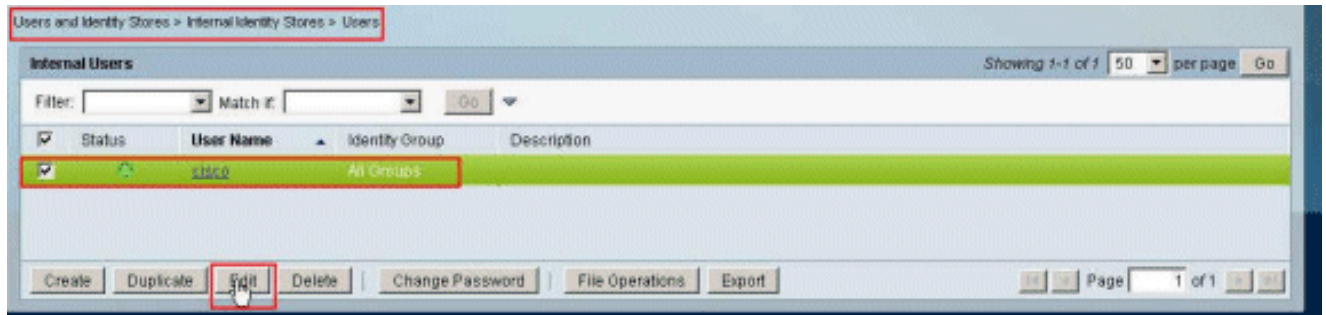 Users and Identity Stores > Internal Identity Stores > Users
Internal Users Showing 1-1 of 1 50 per page Go
Filter: Match if: Go
Status User Name Identity Group Description
cisco All Groups
Create Duplicate Edit Delete | Change Password | File Operations Export Page 1 of 1